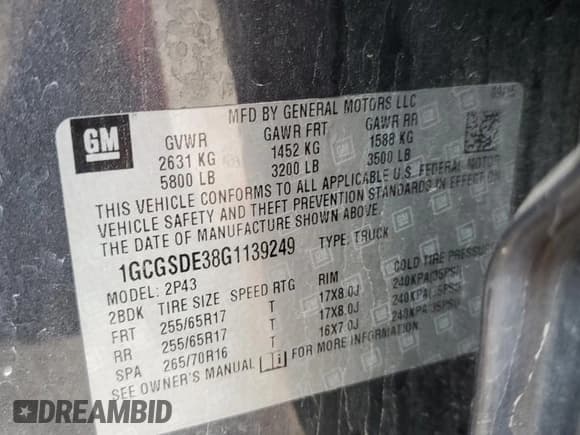 MFD BY GENERAL MOTORS LLC 09/15
GM
GVWR GAWR FRT GAWR RR
2631 KG 1452 KG 1588 KG
5800 LB 3200 LB 3500 LB
THIS VEHICLE CONFORMS TO ALL APPLICABLE U.S. FEDERAL MOTOR
VEHICLE SAFETY AND THEFT PREVENTION STANDARDS IN EFFECT ON
THE DATE OF MANUFACTURE SHOWN ABOVE.
1GCGSDE38G1139249 TYPE: TRUCK
MODEL: 2P43
2BDK TIRE SIZE SPEED RTG RIM COLD TIRE PRESSURE
FRT 255/65R17 T 17X8.0J 240KPA(35PSI)
RR 255/65R17 T 17X8.0J 240KPA(35PSI)
SPA 265/70R16 T 16X7.0J 240KPA(35PSI)
SEE OWNER'S MANUAL FOR MORE INFORMATION.
DREAMBID